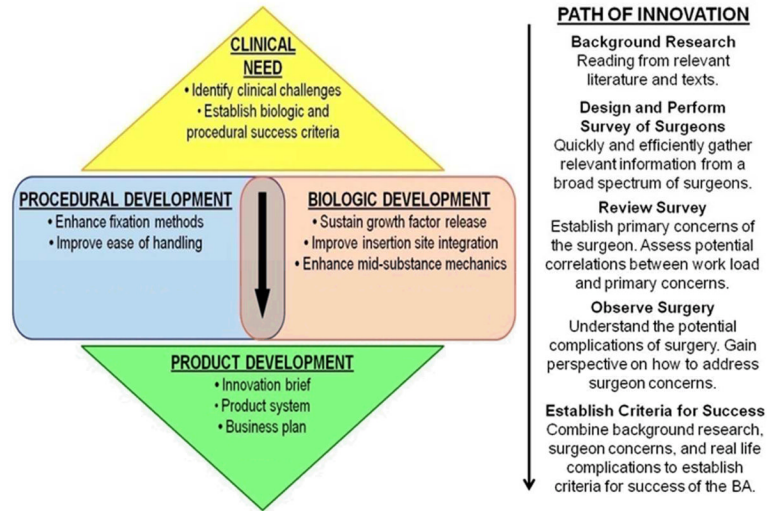 CLINICAL
NEED
• Identify clinical challenges
• Establish biologic and
procedural success criteria
PROCEDURAL DEVELOPMENT
• Enhance fixation methods
• Improve ease of handling
BIOLOGIC DEVELOPMENT
• Sustain growth factor release
• Improve insertion site integration
• Enhance mid-substance mechanics
PRODUCT DEVELOPMENT
• Innovation brief
• Product system
• Business plan
PATH OF INNOVATION
Background Research
Reading from relevant
literature and texts.
Design and Perform
Survey of Surgeons
Quickly and efficiently gather
relevant information from a
broad spectrum of surgeons.
Review Survey
Establish primary concerns of
the surgeon. Assess potential
correlations between work load
and primary concerns.
Observe Surgery
Understand the potential
complications of surgery. Gain
perspective on how to address
surgeon concerns.
Establish Criteria for Success
Combine background research,
surgeon concerns, and real life
complications to establish
criteria for success of the BA.